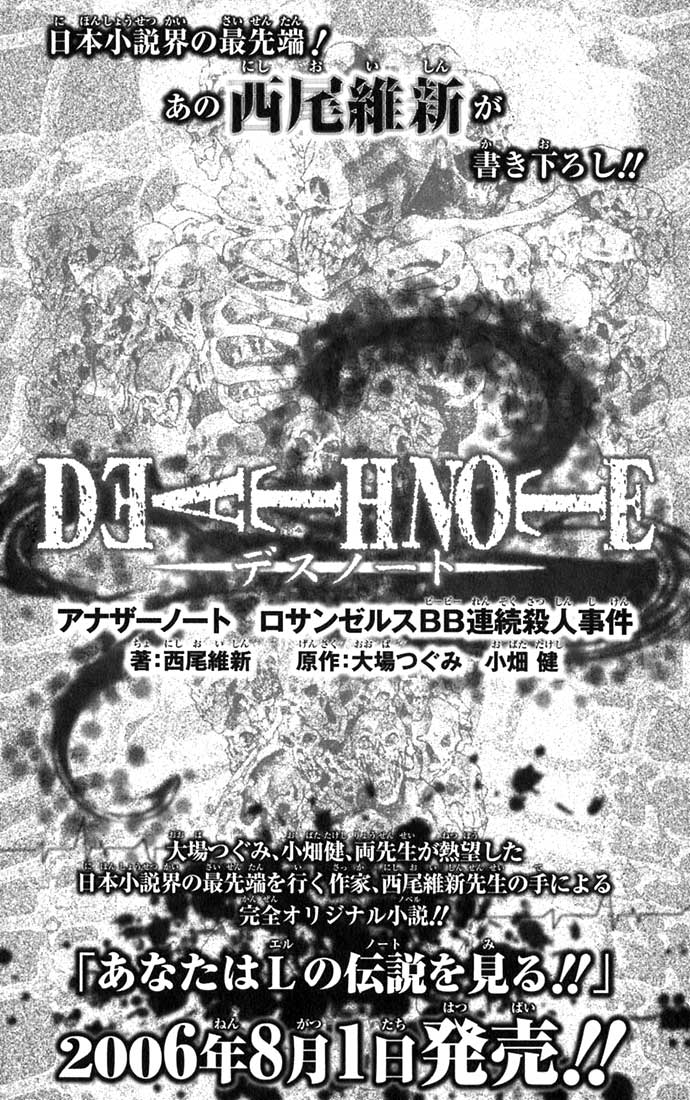 日本小説界の最先端!
あの西尾維新が
書き下ろし!!
DEATH NOTE
デスノート
アナザーノート ロサンゼルスBB連続殺人事件
著:西尾維新 原作:大場つぐみ 小畑 健
大場つぐみ、小畑健、両先生が熱望した
日本小説界の最先端を行く作家、西尾維新先生の手による
完全オリジナル小説!!
「あなたはLの伝説を見る!!」
2006年8月1日発売!!